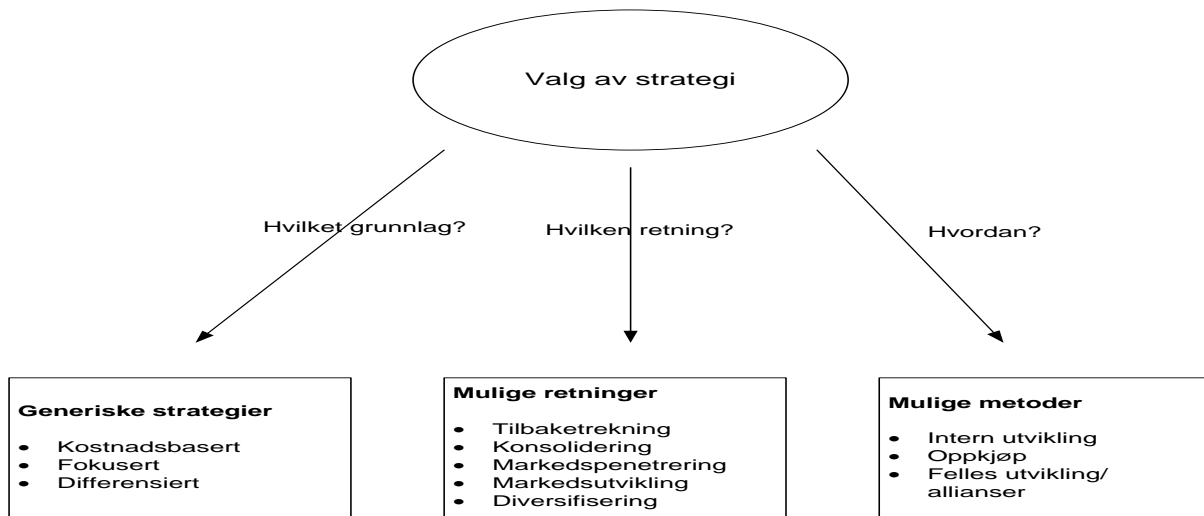 Valg av strategi
Hvilket grunnlag?
Hvilken retning?
Hvordan?
Generiske strategier
• Kostnadsbasert
• Fokusert
• Differensiert
Mulige retninger
• Tilbaketrekning
• Konsolidering
• Markedspenetrering
• Markedsutvikling
• Diversifisering
Mulige metoder
• Intern utvikling
• Oppkjøp
• Felles utvikling/
allianser